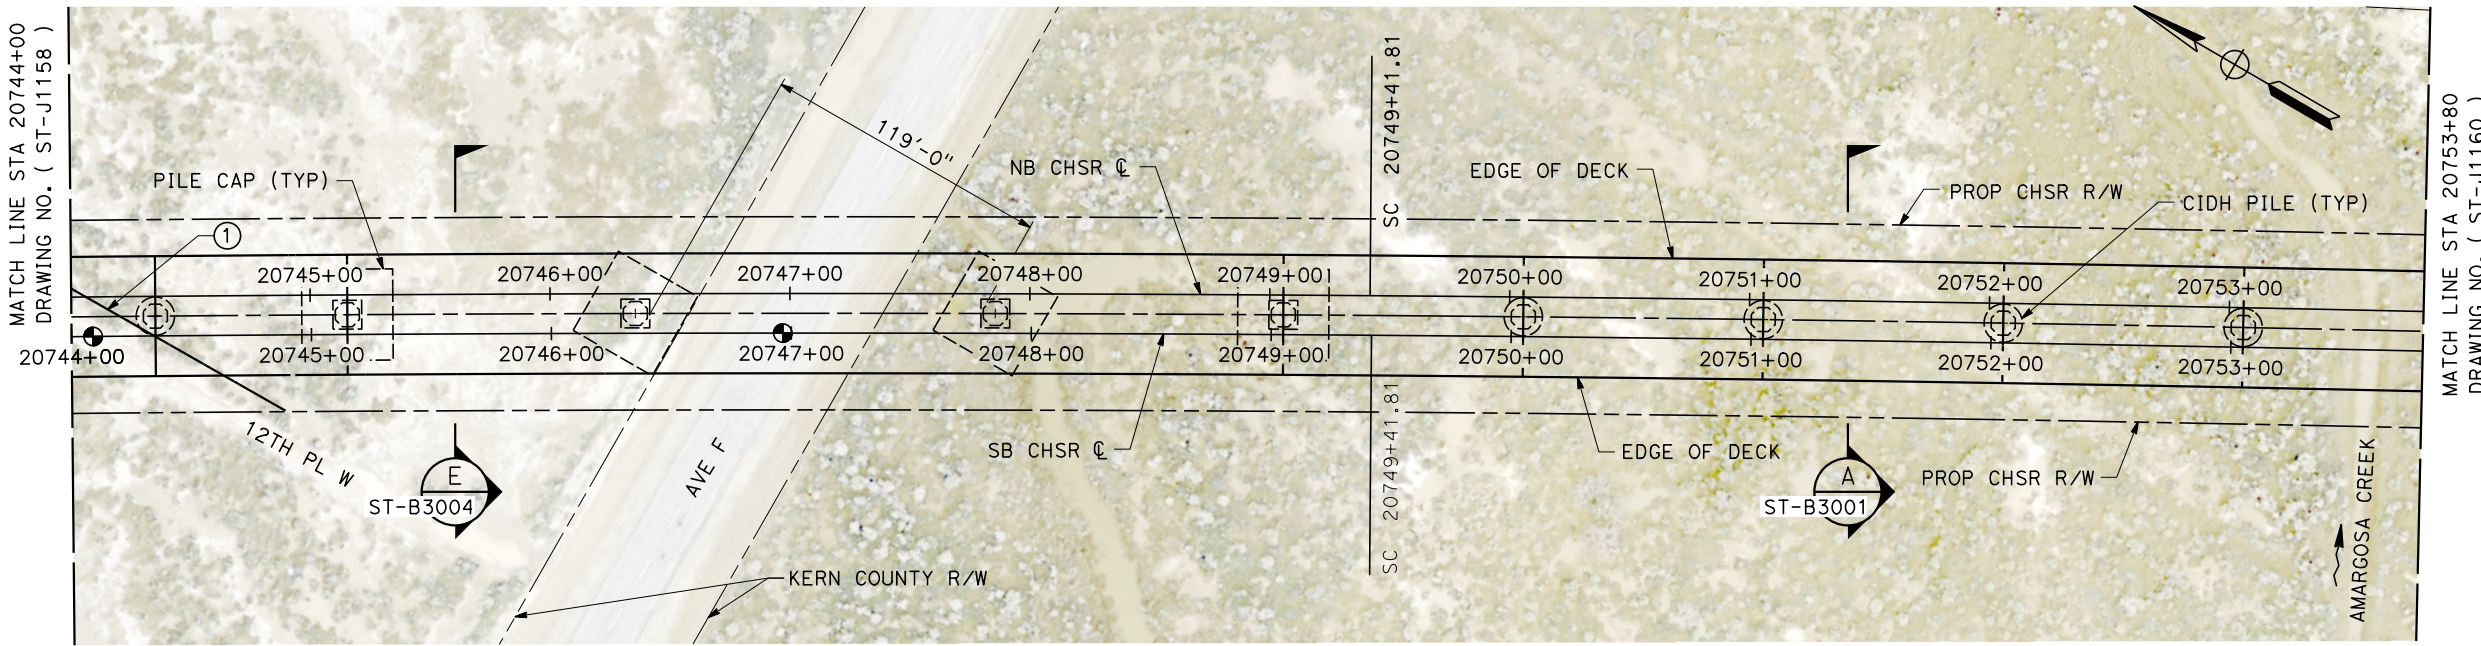 MATCH LINE STA 20744+00
DRAWING NO. ( ST-J1158 )
PILE CAP (TYP)
1
119'-0"
NB CHSR ℄
SC 20749+41.81
EDGE OF DECK
PROP CHSR R/W
CIDH PILE (TYP)
MATCH LINE STA 20753+80
DRAWING NO. ( ST-J1160 )
20745+00
20746+00
20747+00
20748+00
20749+00
20750+00
20751+00
20752+00
20753+00
20744+00
20745+00
20746+00
20747+00
20748+00
20749+00
20750+00
20751+00
20752+00
20753+00
12TH PL W
E
ST-B3004
AVE F
SB CHSR ℄
SC 20749+41.81
EDGE OF DECK
A
ST-B3001
PROP CHSR R/W
AMARGOSA CREEK
KERN COUNTY R/W